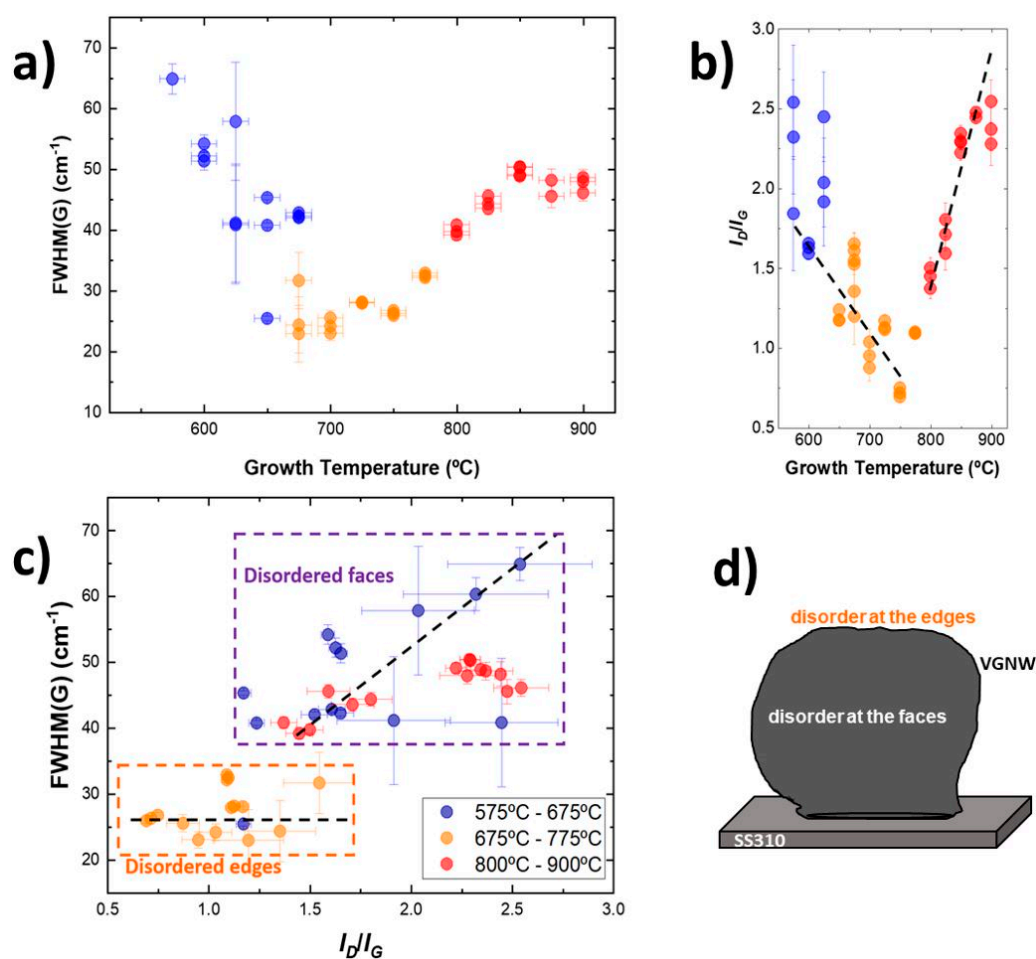 a)
FWHM(G) (cm⁻¹)
70
60
50
40
30
20
10
600
700
800
900
Growth Temperature (ºC)
b)
I_D/I_G
3.0
2.5
2.0
1.5
1.0
0.5
600
700
800
900
Growth Temperature (ºC)
c)
FWHM(G) (cm⁻¹)
70
60
50
40
30
20
Disordered faces
Disordered edges
575ºC - 675ºC
675ºC - 775ºC
800ºC - 900ºC
0.5
1.0
1.5
2.0
2.5
3.0
I_D/I_G
d)
disorder at the edges
VGNW
disorder at the faces
SS310